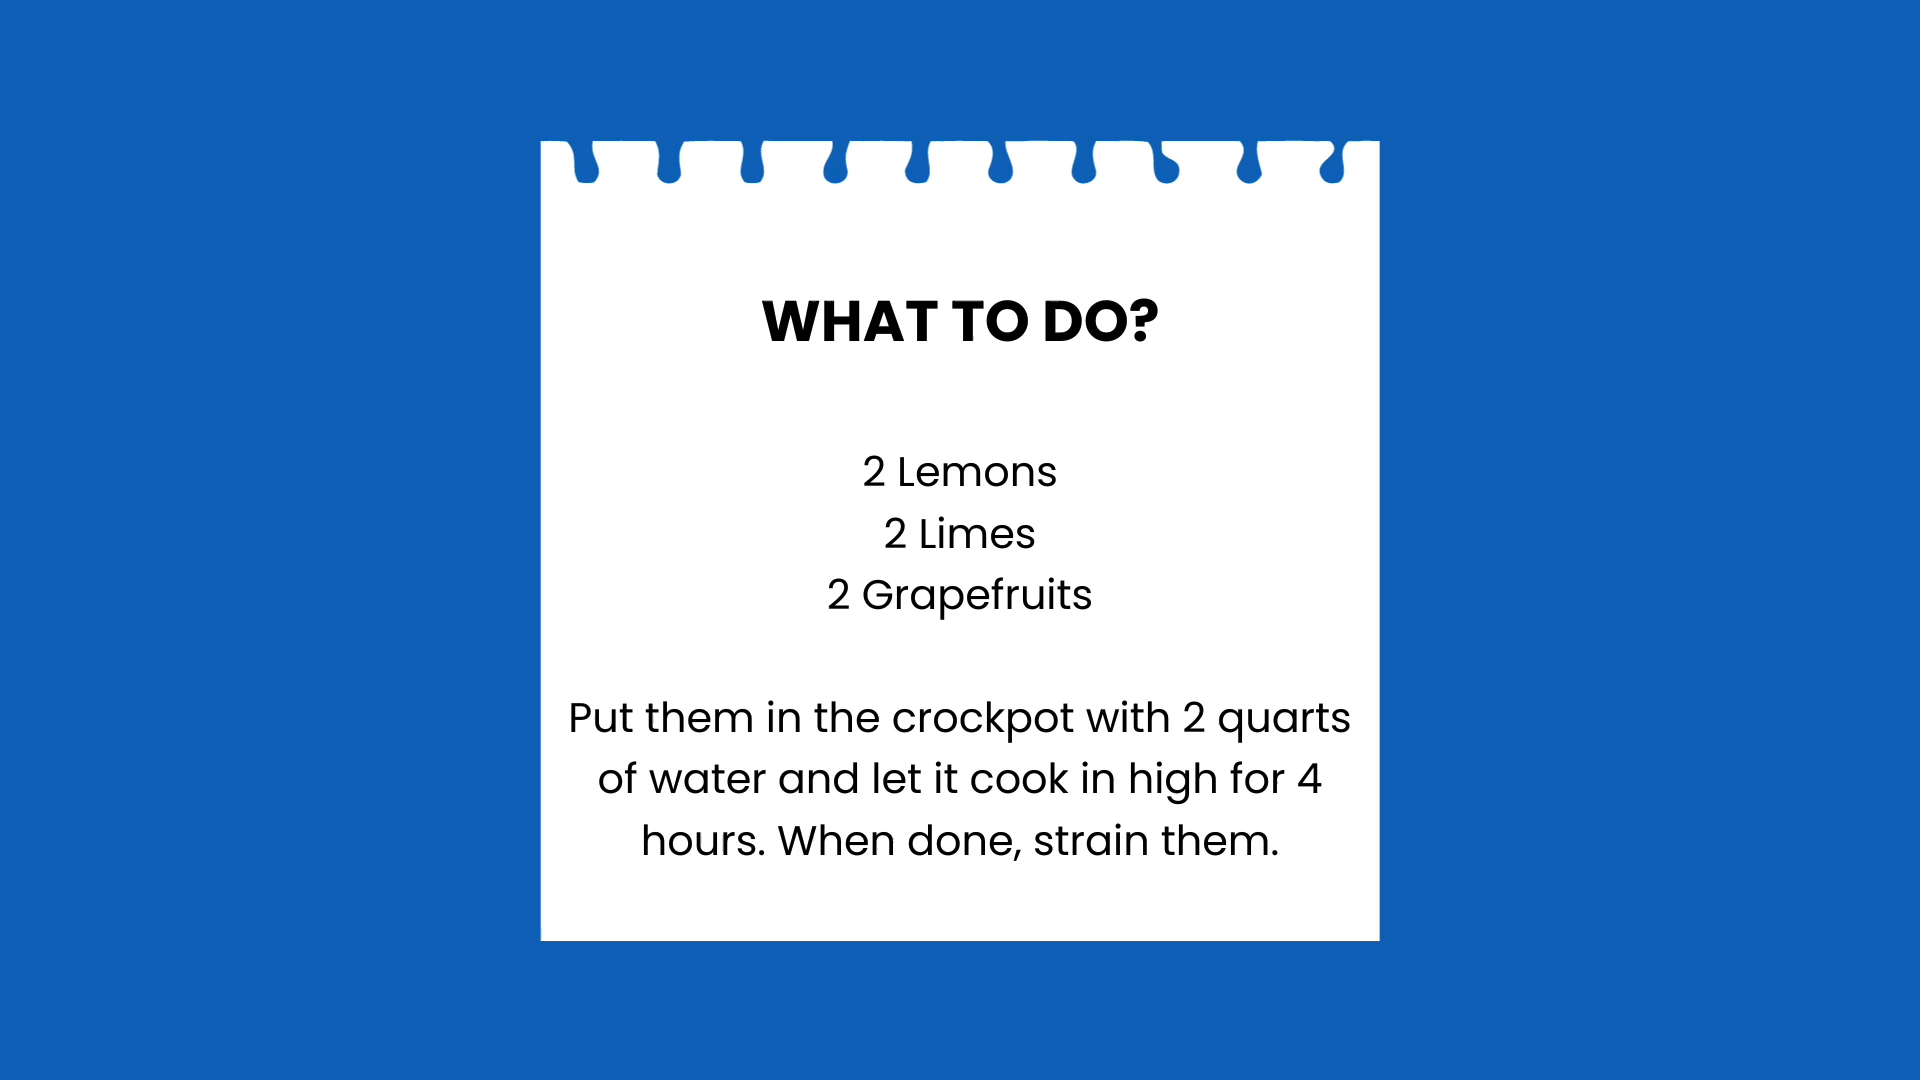 WHAT TO DO?
2 Lemons
2 Limes
2 Grapefruits
Put them in the crockpot with 2 quarts
of water and let it cook in high for 4
hours. When done, strain them.